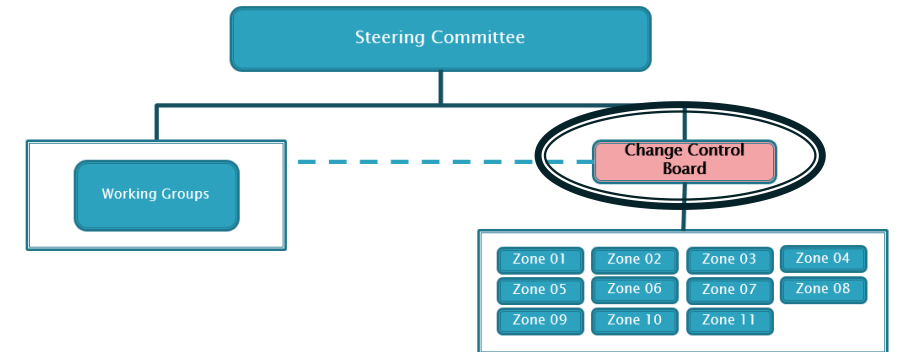 Steering Committee
Working Groups
Change Control
Board
Zone 01 Zone 02 Zone 03 Zone 04
Zone 05 Zone 06 Zone 07 Zone 08
Zone 09 Zone 10 Zone 11